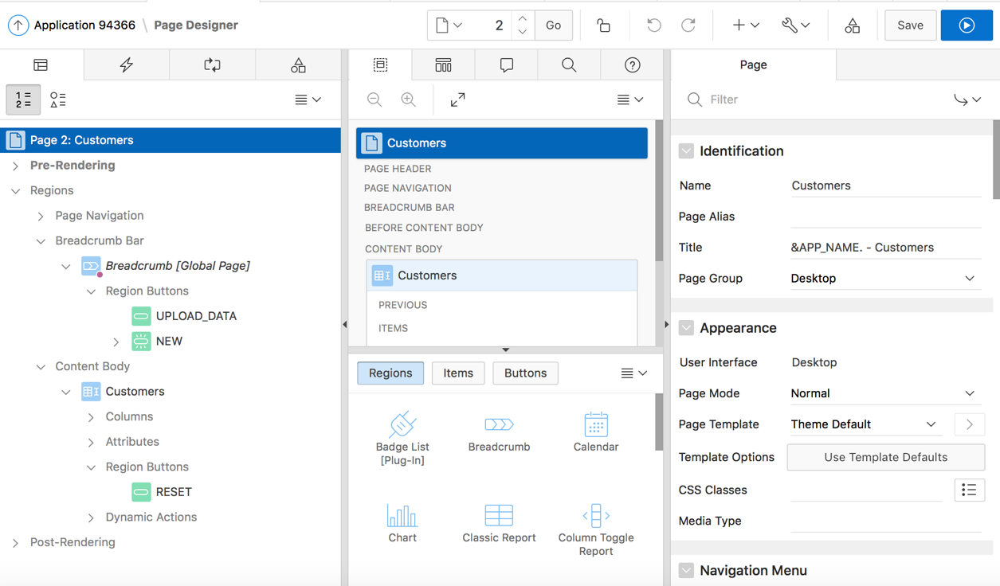 Application 94366 \ Page Designer
2
Go
Save
Page 2: Customers
Pre-Rendering
Regions
Page Navigation
Breadcrumb Bar
Breadcrumb [Global Page]
Region Buttons
UPLOAD_DATA
NEW
Content Body
Customers
Columns
Attributes
Region Buttons
RESET
Dynamic Actions
Post-Rendering
Customers
PAGE HEADER
PAGE NAVIGATION
BREADCRUMB BAR
BEFORE CONTENT BODY
CONTENT BODY
Customers
PREVIOUS
ITEMS
Regions
Items
Buttons
Badge List
[Plug-In]
Breadcrumb
Calendar
Chart
Classic Report
Column Toggle
Report
Page
Filter
Identification
Name Customers
Page Alias
Title &APP_NAME. - Customers
Page Group Desktop
Appearance
User Interface Desktop
Page Mode Normal
Page Template Theme Default
Template Options Use Template Defaults
CSS Classes
Media Type
Navigation Menu